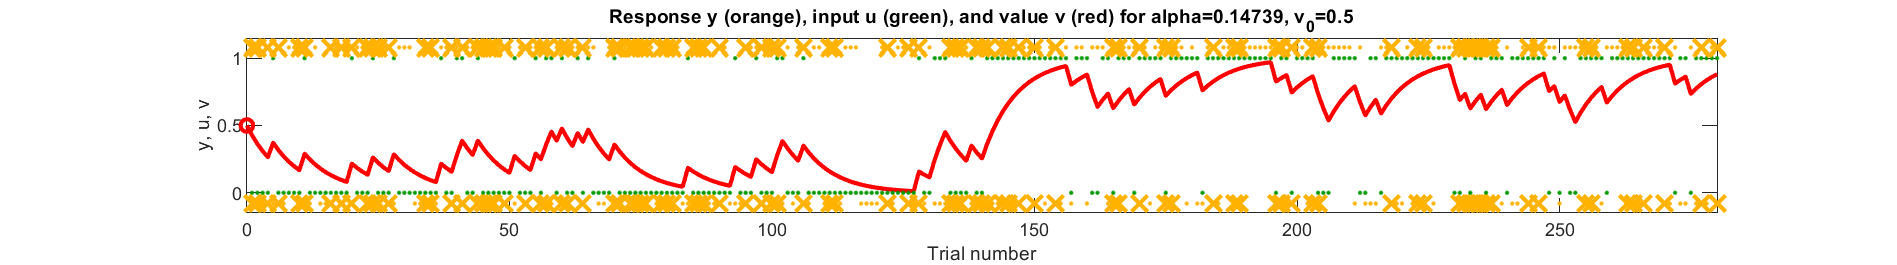 Response y (orange), input u (green), and value v (red) for alpha=0.14739, v0=0.5
1
0.5
0
y, u, v
0 50 100 150 200 250
Trial number